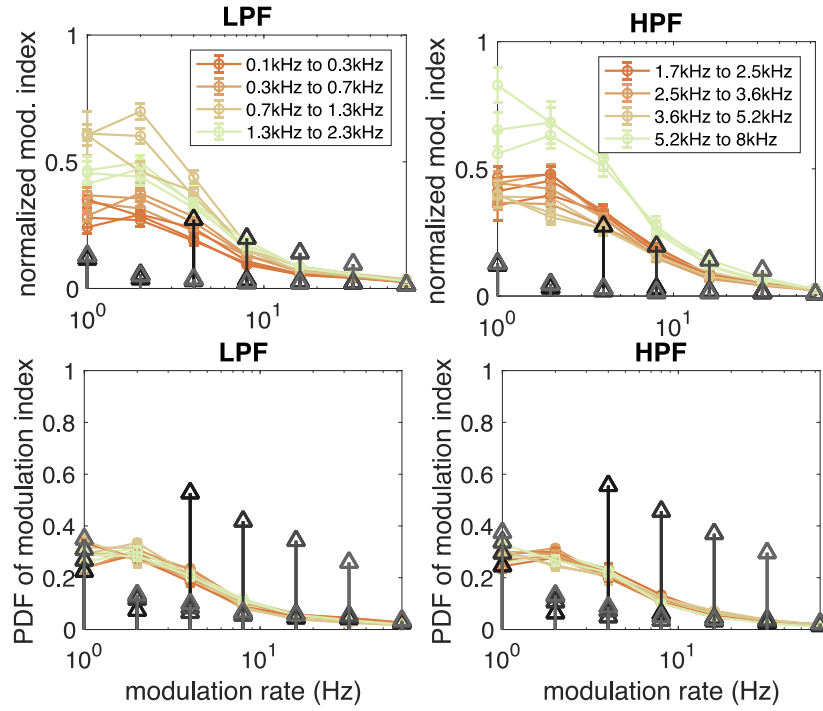 LPF
normalized mod. index
1
0.5
0
10⁰
10¹
0.1kHz to 0.3kHz
0.3kHz to 0.7kHz
0.7kHz to 1.3kHz
1.3kHz to 2.3kHz
HPF
normalized mod. index
1
0.5
0
10⁰
10¹
1.7kHz to 2.5kHz
2.5kHz to 3.6kHz
3.6kHz to 5.2kHz
5.2kHz to 8kHz
LPF
PDF of modulation index
1
0.8
0.6
0.4
0.2
0
10⁰
10¹
modulation rate (Hz)
HPF
PDF of modulation index
1
0.8
0.6
0.4
0.2
0
10⁰
10¹
modulation rate (Hz)